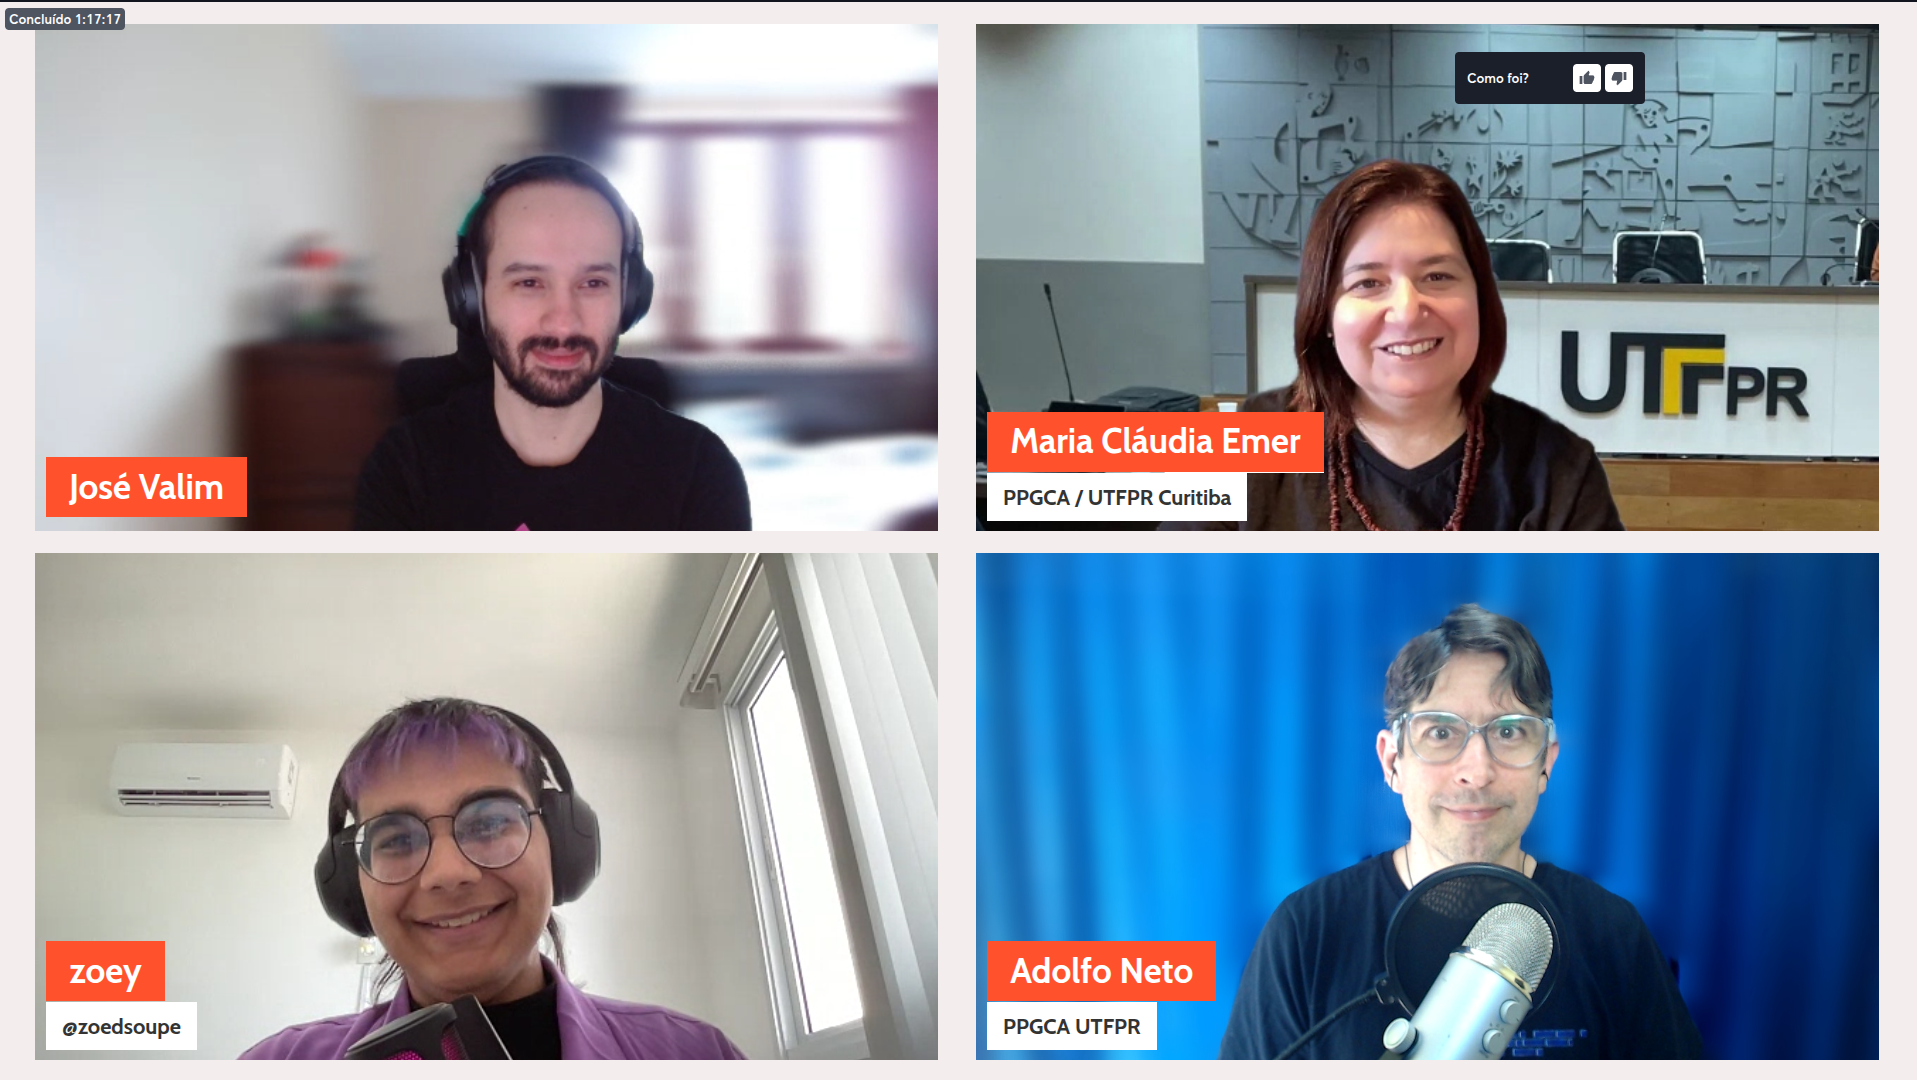 Concluído 1:17:17
Como foi?
UTFPR
José Valim
Maria Cláudia Emer
PPGCA / UTFPR Curitiba
zoey
@zoedsoupe
Adolfo Neto
PPGCA UTFPR